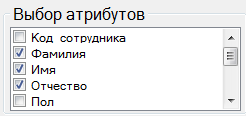 Выбор атрибутов
Код сотрудника
Фамилия
Имя
Отчество
Пол